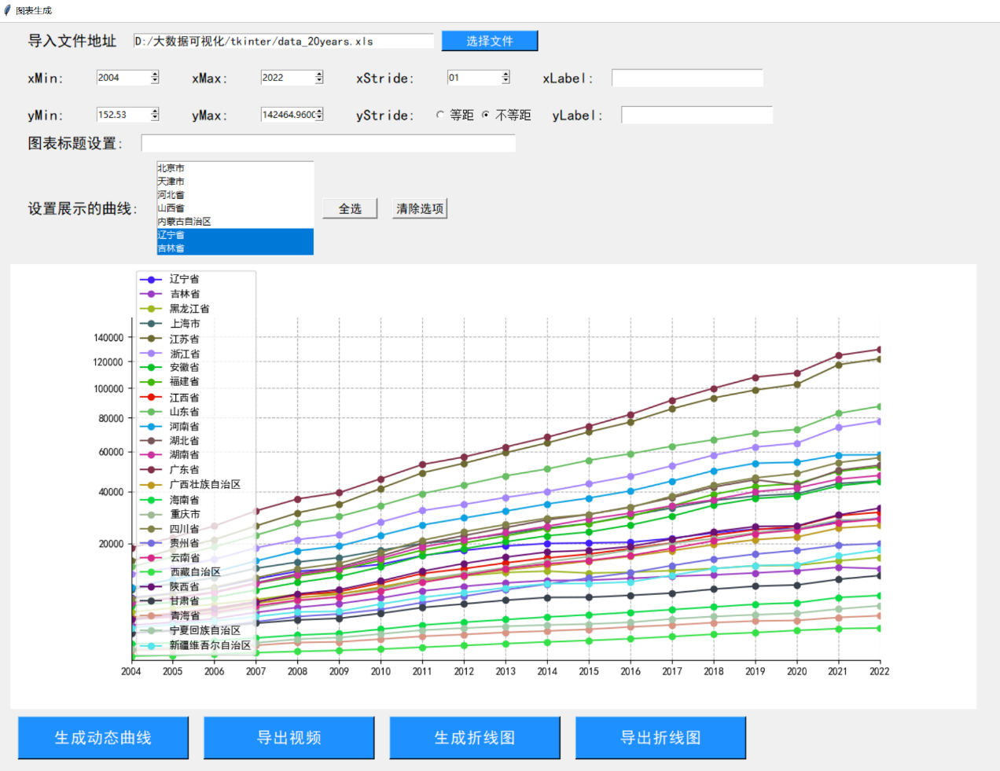 图表生成
导入文件地址 D:/大数据可视化/tkinter/data_20years.xls 选择文件
xMin: 2004 xMax: 2022 xStride: 01 xLabel:
yMin: 152.53 yMax: 142464.9600 yStride: 等距 不等距 yLabel:
图表标题设置:
北京市
天津市
河北省
山西省
内蒙古自治区
辽宁省
吉林省
设置展示的曲线: 全选 清除选项
辽宁省
吉林省
黑龙江省
上海市
江苏省
浙江省
安徽省
福建省
江西省
山东省
河南省
湖北省
湖南省
广东省
广西壮族自治区
海南省
重庆市
四川省
贵州省
云南省
西藏自治区
陕西省
甘肃省
青海省
宁夏回族自治区
新疆维吾尔自治区
140000
120000
100000
80000
60000
40000
20000
2004 2005 2006 2007 2008 2009 2010 2011 2012 2013 2014 2015 2016 2017 2018 2019 2020 2021 2022
生成动态曲线 导出视频 生成折线图 导出折线图